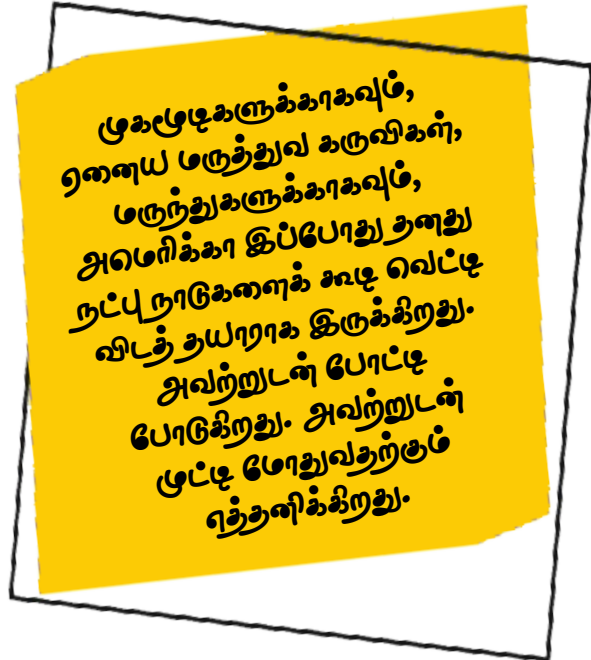 முகமூடிகளுக்காகவும்,
ஏனைய மருத்துவ கருவிகள்,
மருந்துகளுக்காகவும்,
அமெரிக்கா இப்போது தனது
நட்பு நாடுகளைக் கூடி வெட்டி
விடத் தயாராக இருக்கிறது.
அவற்றுடன் போட்டி
போடுகிறது. அவற்றுடன்
முட்டி மோதுவதற்கும்
எத்தனிக்கிறது.